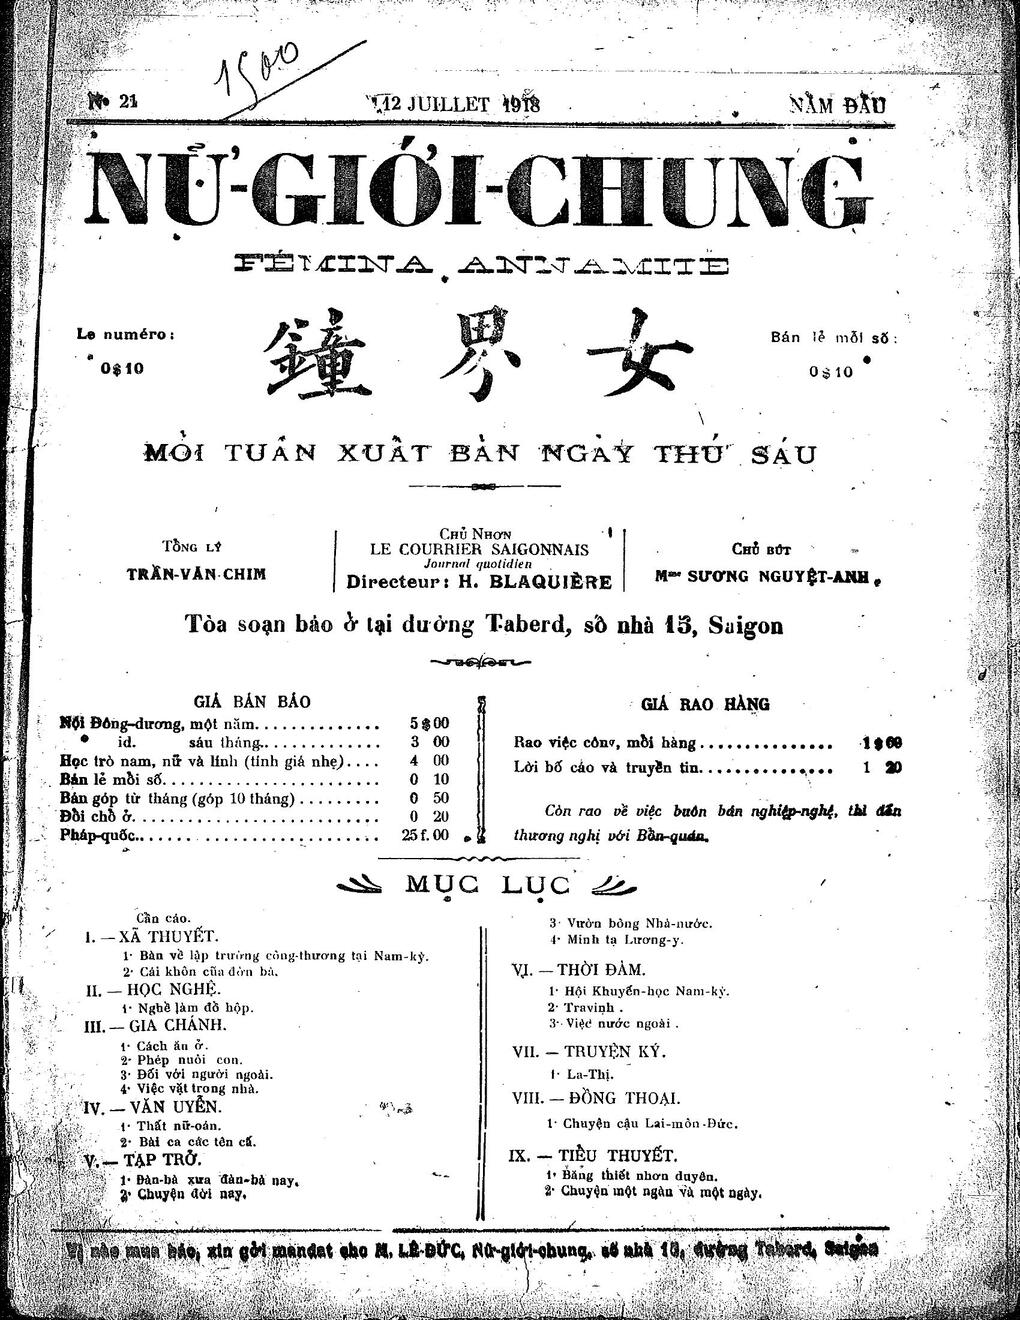 1500
No 21
12 JUILLET 1918
NĂM ĐẦU
NỮ-GIỚI-CHUNG
FÉMINA ANNAMITE
Le numéro:
0$10
鐘 界 女
Bán lẻ mỗi số:
0$10
MỖI TUẦN XUẤT BẢN NGÀY THỨ SÁU
TỔNG LÝ
TRẦN-VĂN-CHIM
CHỦ NHƠN
LE COURRIER SAIGONNAIS
Journal quotidien
Directeur: H. BLAQUIÈRE
CHỦ BÚT
Mme SƯƠNG NGUYỆT-ANH
Tòa soạn báo ở tại đường Taberd, số nhà 15, Saigon
GIÁ BÁN BÁO
Nội Đông-dương, một năm.............. 5$00
id. sáu tháng.............. 3 00
Học trò nam, nữ và lính (tính giá nhẹ).... 4 00
Bán lẻ mỗi số.............. 0 10
Bán góp từ tháng (góp 10 tháng)......... 0 50
Đổi chỗ ở.............. 0 20
Pháp-quốc.............. 25 f. 00
GIÁ RAO HÀNG
Rao việc công, mỗi hàng.............. 1$60
Lời bố cáo và truyền tin.............. 1 20
Còn rao về việc buôn bán nghiệp-nghệ, thì đến
thương nghị với Bổn-quán.
MỤC LỤC
Cẩn cáo.
I. — XÃ THUYẾT.
1· Bàn về lập trường công-thương tại Nam-kỳ.
2· Cái khôn của đờn bà.
II. — HỌC NGHỆ.
1· Nghề làm đồ hộp.
III. — GIA CHÁNH.
1· Cách ăn ở.
2· Phép nuôi con.
3· Đối với người ngoài.
4· Việc vặt trong nhà.
IV. — VĂN UYỂN.
1· Thất nữ-oán.
2· Bài ca các tên cá.
V. — TẠP TRỞ.
1· Đàn-bà xưa đàn-bà nay.
2· Chuyện đời nay.
3· Vườn bông Nhà-nước.
4· Minh tạ Lương-y.
VI. — THỜI ĐÀM.
1· Hội Khuyến-học Nam-kỳ.
2· Travinh.
3· Việc nước ngoài.
VII. — TRUYỆN KÝ.
1· La-Thị.
VIII. — ĐỒNG THOẠI.
1· Chuyện cậu Lai-môn-Đức.
IX. — TIỂU THUYẾT.
1· Bằng thiết nhơn duyên.
2· Chuyện một ngàn và một ngày.
Vị nào mua báo, xin gởi mandat cho M. LÊ-ĐỨC, Nữ-giới-chung, số nhà 15, đường Taberd, Saigon